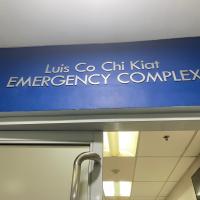 Luis Co Chi Kiat
EMERGENCY COMPLEX